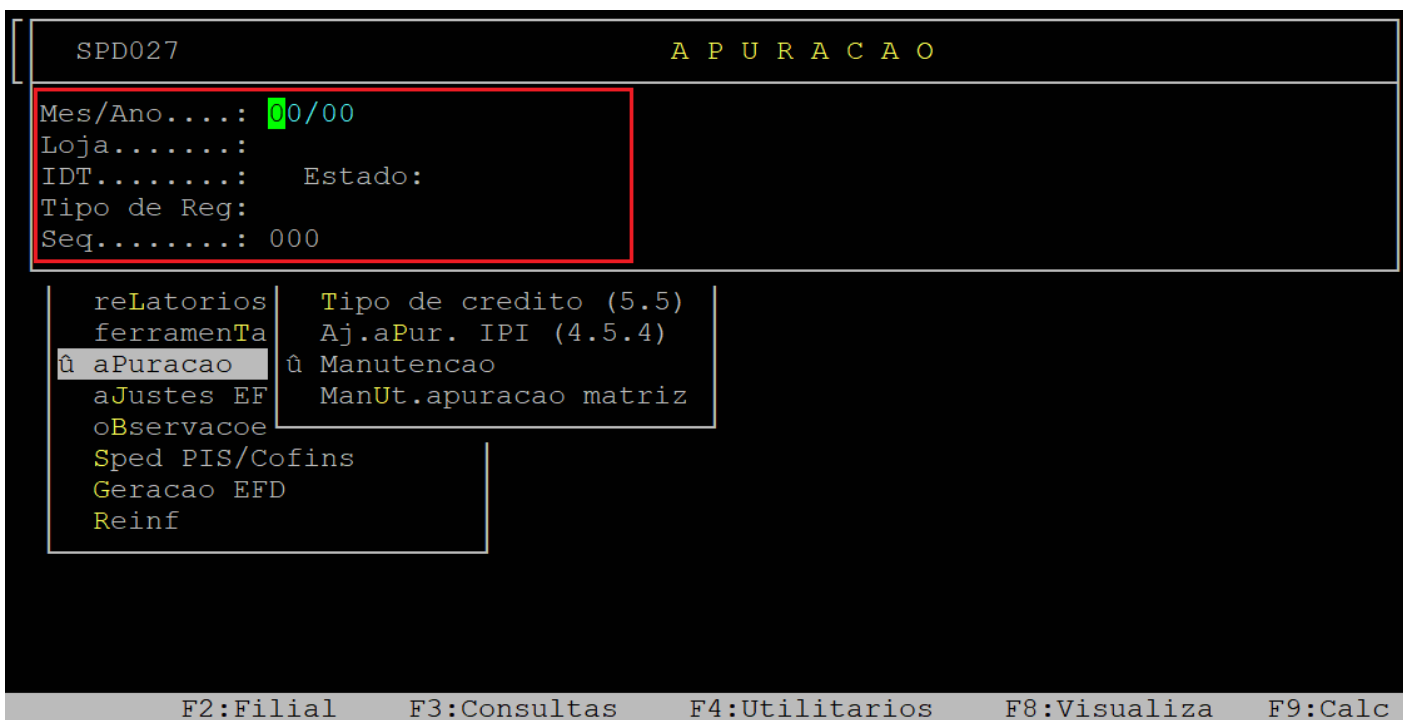 SPD027 A P U R A C A O
Mes/Ano....: 00/00
Loja.......:
IDT........: Estado:
Tipo de Reg:
Seq........: 000
reLatorios Tipo de credito (5.5)
ferramenTa Aj.aPur. IPI (4.5.4)
û aPuracao û Manutencao
aJustes EF ManUt.apuracao matriz
oBservacoe
Sped PIS/Cofins
Geracao EFD
Reinf
F2:Filial F3:Consultas F4:Utilitarios F8:Visualiza F9:Calc